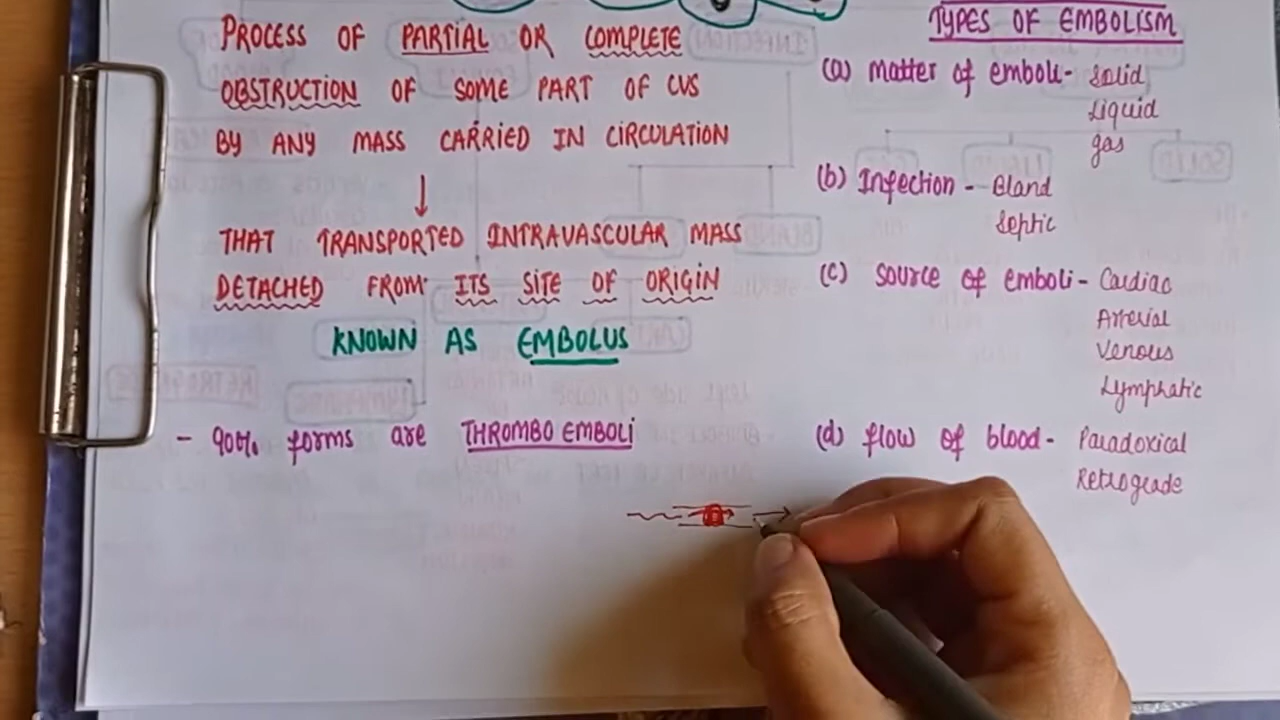 PROCESS OF PARTIAL OR COMPLETE
OBSTRUCTION OF SOME PART OF CVS
BY ANY MASS CARRIED IN CIRCULATION
↓
THAT TRANSPORTED INTRAVASCULAR MASS
DETACHED FROM ITS SITE OF ORIGIN
KNOWN AS EMBOLUS
- 90% forms are THROMBO EMBOLI
TYPES OF EMBOLISM
(a) matter of emboli - Solid
Liquid
gas
(b) Infection - Bland
Septic
(c) source of emboli - Cardiac
Arterial
Venous
Lymphatic
(d) flow of blood - Paradoxical
Retrograde